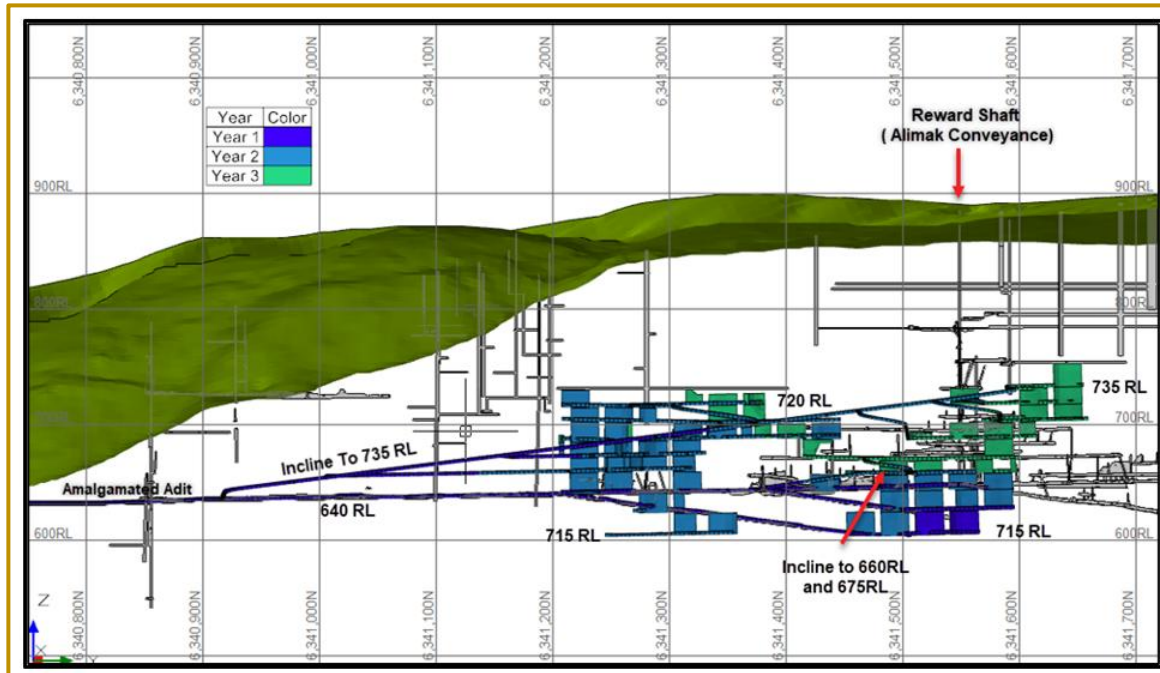 6,340,800N
6,340,900N
6,341,000N
6,341,100N
6,341,200N
6,341,300N
6,341,400N
6,341,500N
6,341,600N
6,341,700N
Year Color
Year 1
Year 2
Year 3
Reward Shaft
( Alimak Conveyance)
900RL
900RL
800RL
800RL
735 RL
720 RL
700RL
700RL
Incline To 735 RL
Amalgamated Adit
640 RL
600RL
600RL
715 RL
715 RL
Incline to 660RL
and 675RL
Z
X
Y
6,340,800N
6,340,900N
6,341,000N
6,341,100N
6,341,200N
6,341,300N
6,341,400N
6,341,500N
6,341,600N
6,341,700N